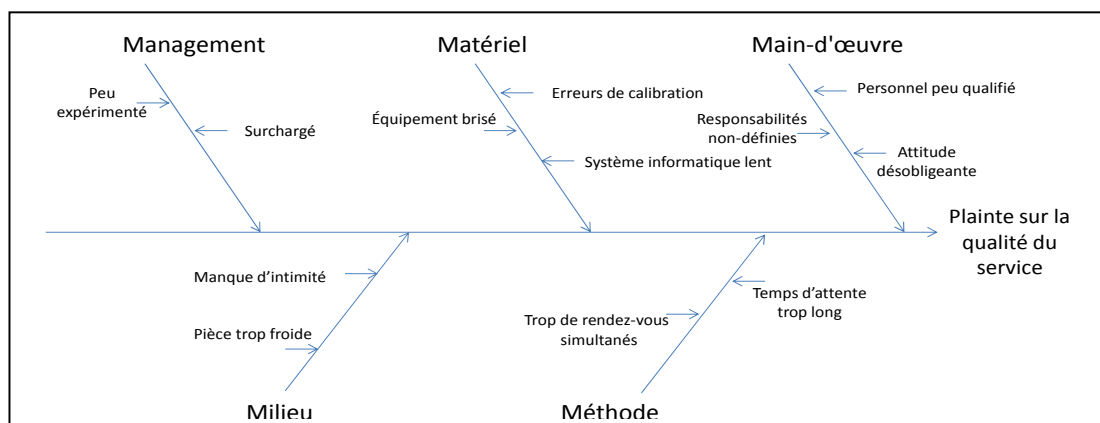 Management
Matériel
Main-d'œuvre
Peu
expérimenté
Surchargé
Erreurs de calibration
Équipement brisé
Système informatique lent
Personnel peu qualifié
Responsabilités
non-définies
Attitude
désobligeante
Plainte sur la
qualité du
service
Manque d’intimité
Pièce trop froide
Temps d’attente
trop long
Trop de rendez-vous
simultanés
Milieu
Méthode